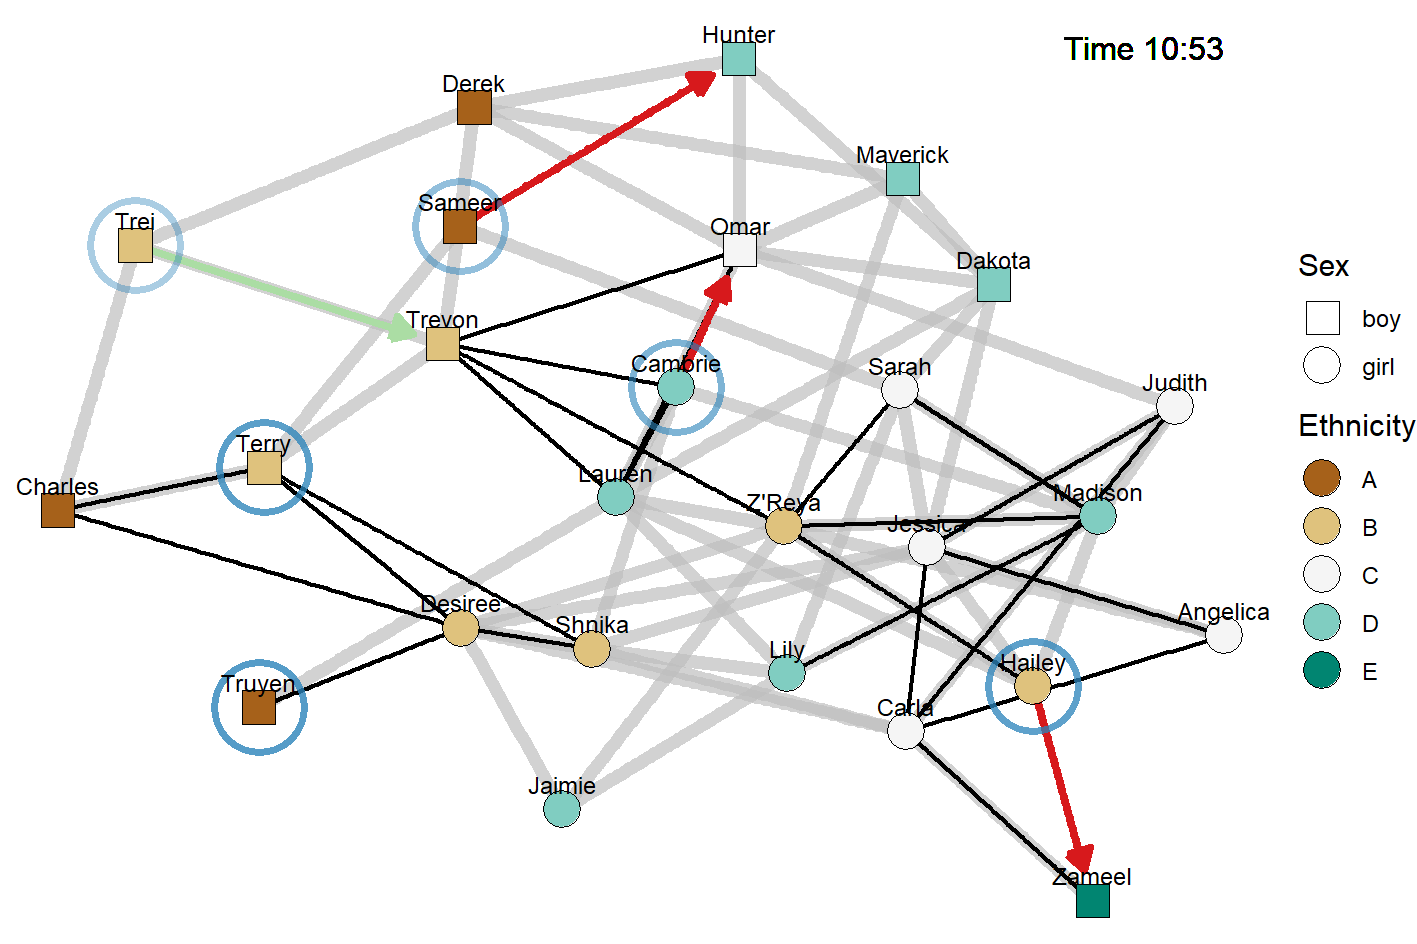 Hunter
Time 10:53
Derek
Maverick
Sameer
Trei
Omar
Dakota
Sex
boy
girl
Trevon
Cambrie
Sarah
Judith
Ethnicity
A
B
C
D
E
Terry
Charles
Lauren
Z'Reya
Madison
Jessica
Desiree
Shnika
Angelica
Lily
Hailey
Truyen
Carla
Jaimie
Zameel